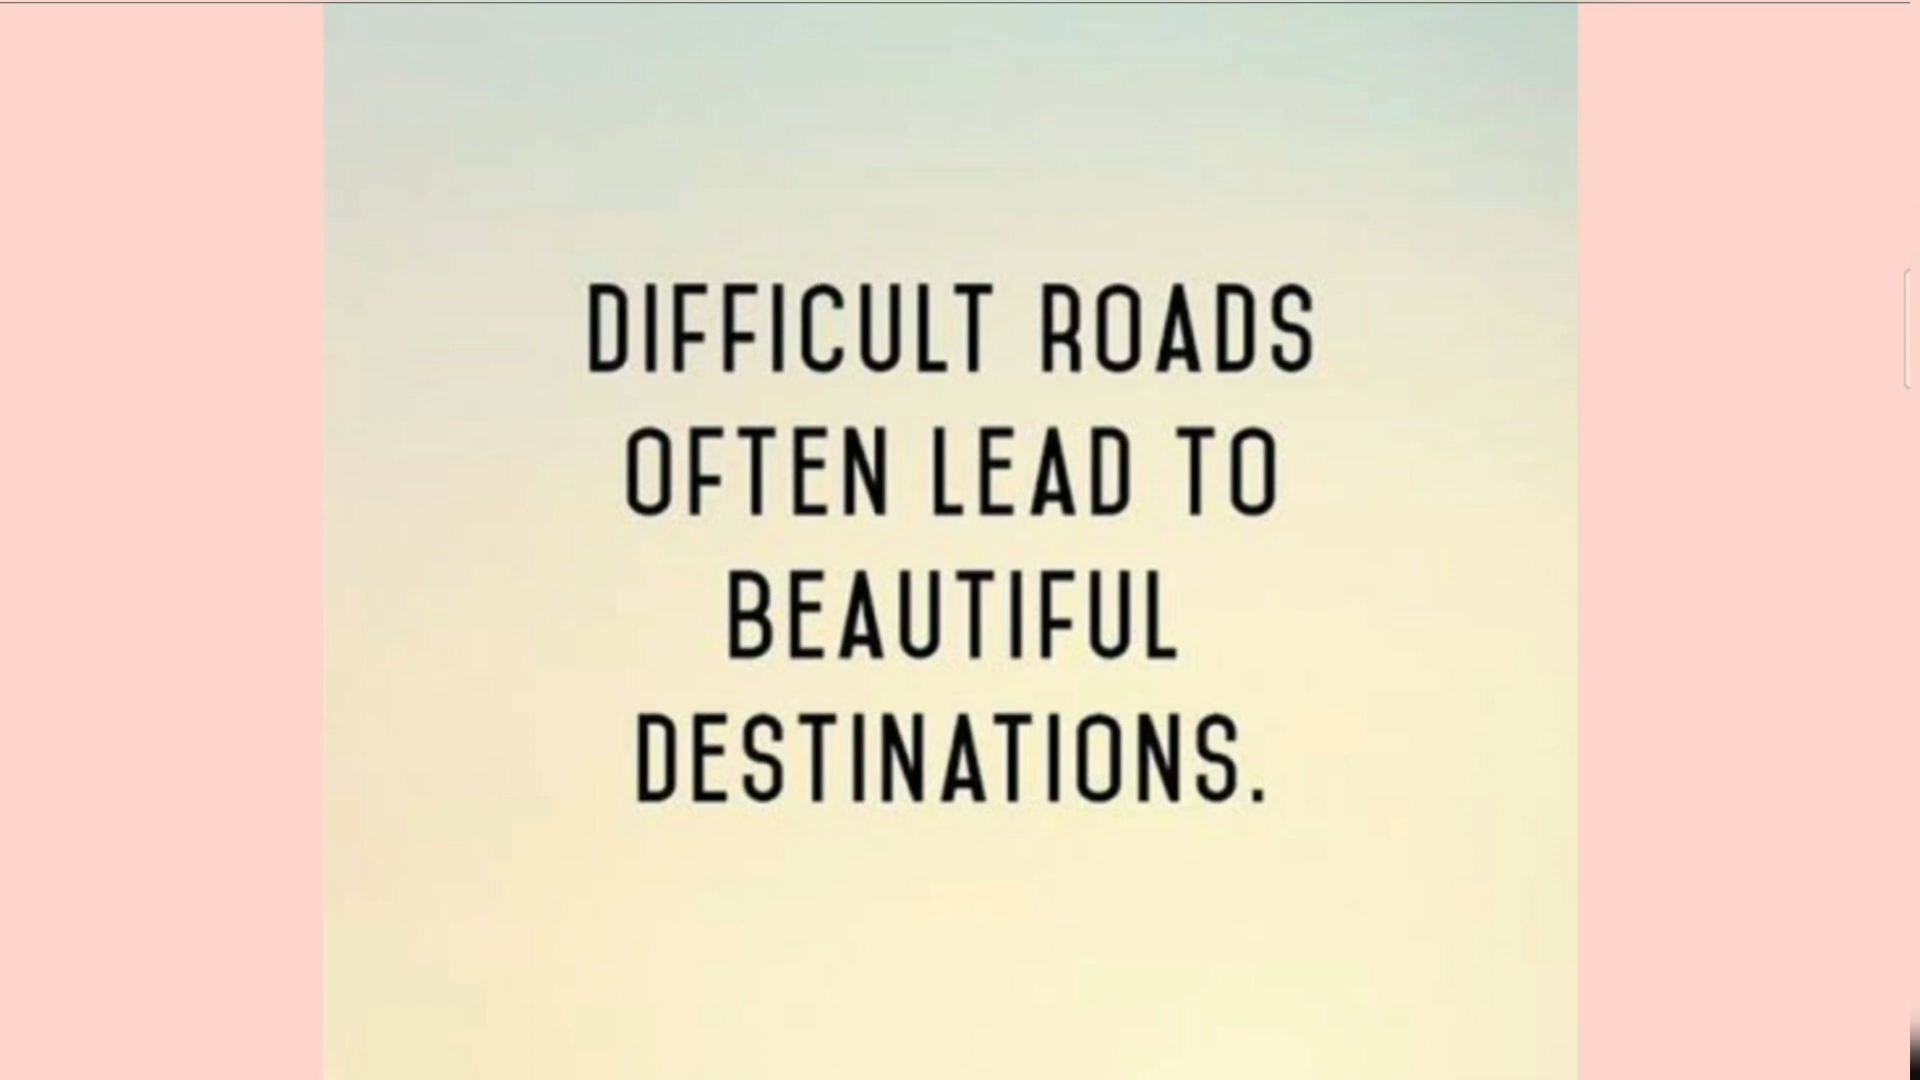 DIFFICULT ROADS
OFTEN LEAD TO
BEAUTIFUL
DESTINATIONS.